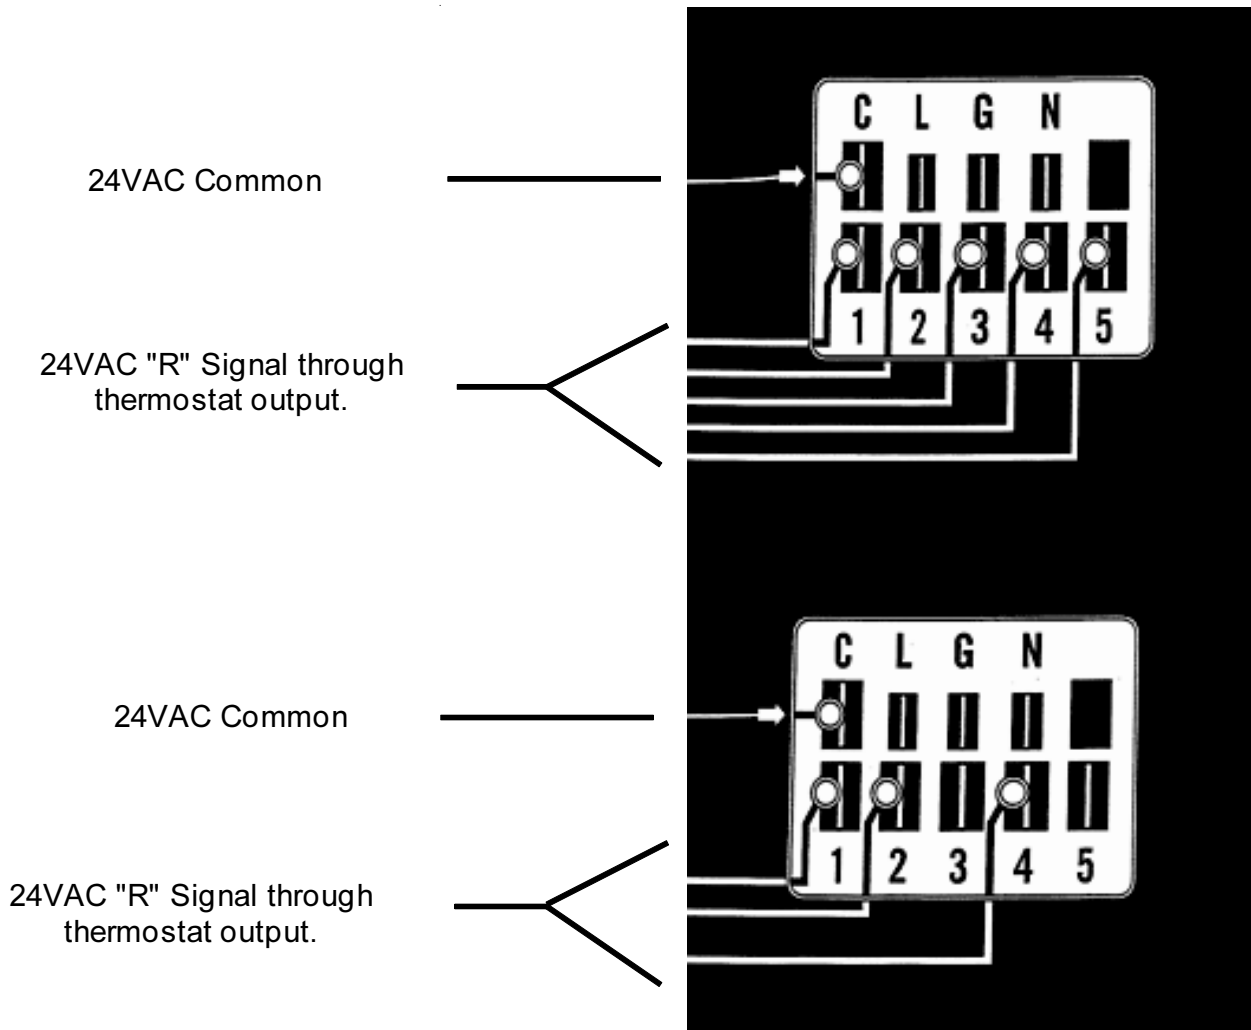 C L G N
24VAC Common
1 2 3 4 5
24VAC "R" Signal through
thermostat output.
C L G N
24VAC Common
1 2 3 4 5
24VAC "R" Signal through
thermostat output.